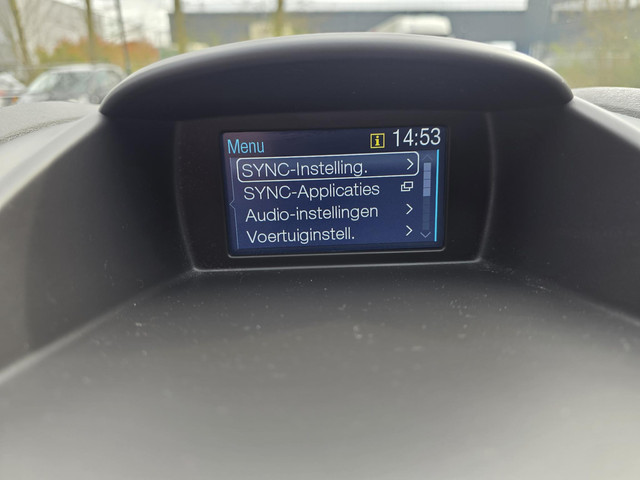 Menu 14:53
SYNC-Instelling.
SYNC-Applicaties
Audio-instellingen
Voertuiginstell.